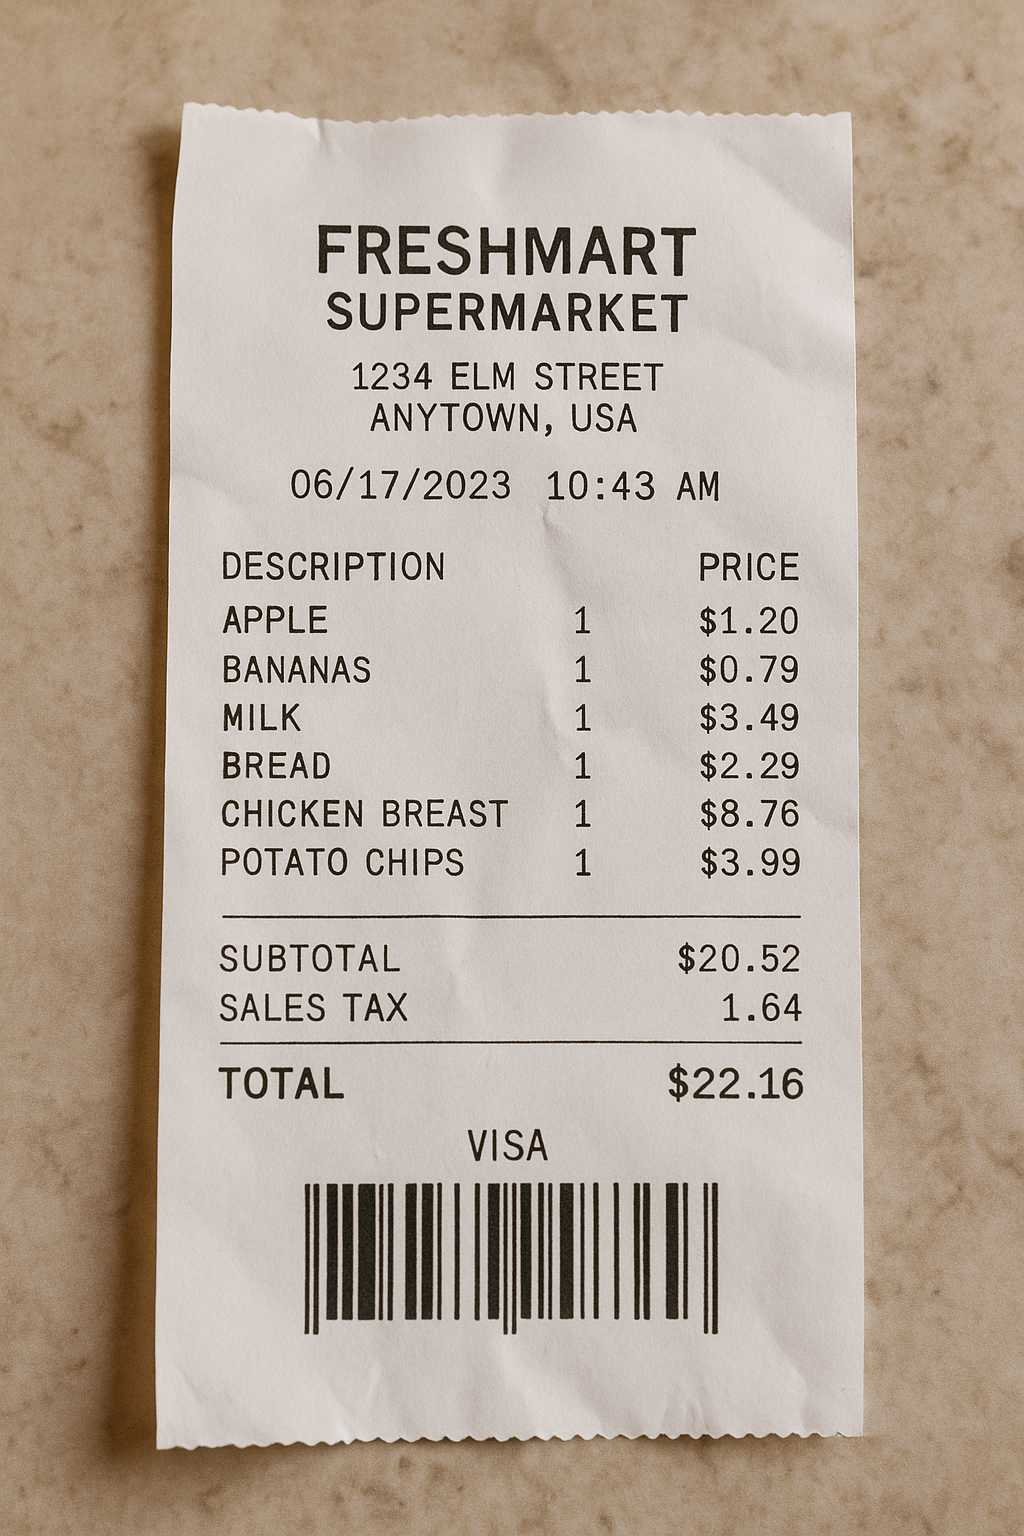 FRESHMART
SUPERMARKET
1234 ELM STREET
ANYTOWN, USA
06/17/2023 10:43 AM
DESCRIPTION PRICE
APPLE 1 $1.20
BANANAS 1 $0.79
MILK 1 $3.49
BREAD 1 $2.29
CHICKEN BREAST 1 $8.76
POTATO CHIPS 1 $3.99
SUBTOTAL $20.52
SALES TAX 1.64
TOTAL $22.16
VISA